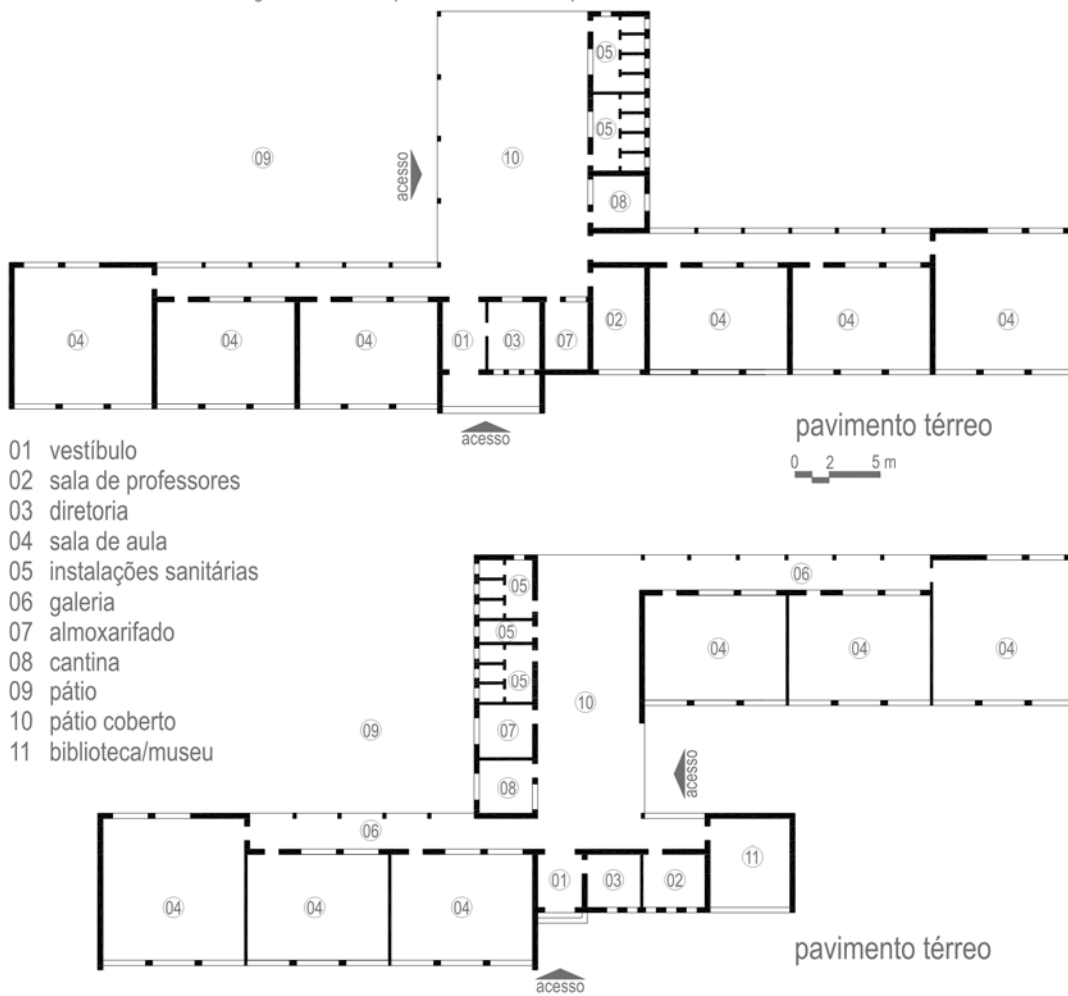 05
05
09
acesso
10
08
04
04
04
01
03
07
02
04
04
04
acesso
pavimento térreo
0 2 5 m
01 vestíbulo
02 sala de professores
03 diretoria
04 sala de aula
05 instalações sanitárias
06 galeria
07 almoxarifado
08 cantina
09 pátio
10 pátio coberto
11 biblioteca/museu
05
05
05
06
04
04
04
10
07
09
acesso
08
06
01
03
02
11
04
04
04
acesso
pavimento térreo